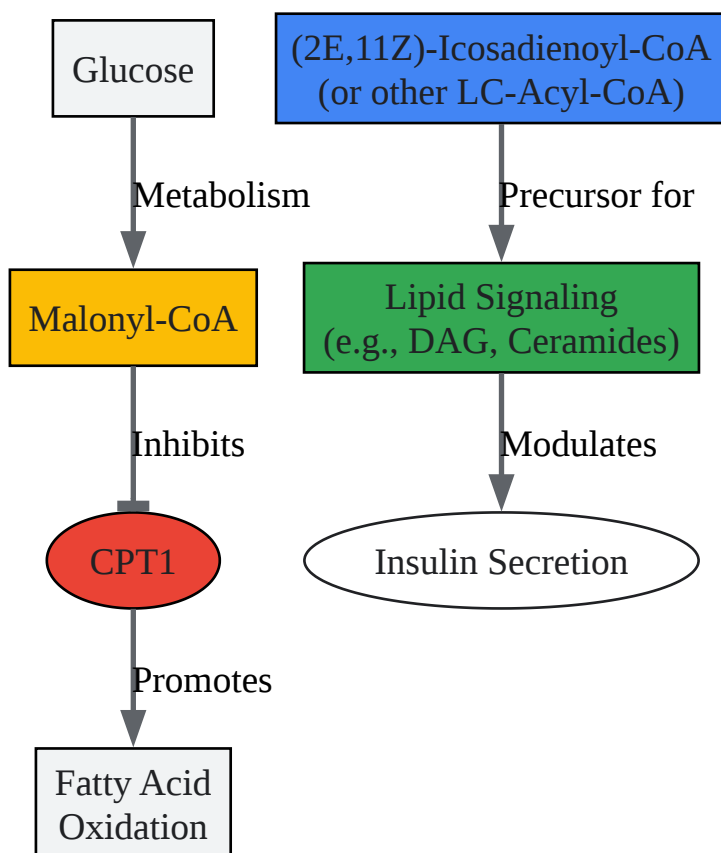 Glucose
Metabolism
Malonyl-CoA
Inhibits
CPT1
Promotes
Fatty Acid
Oxidation
(2E,11Z)-Icosadienoyl-CoA
(or other LC-Acyl-CoA)
Precursor for
Lipid Signaling
(e.g., DAG, Ceramides)
Modulates
Insulin Secretion